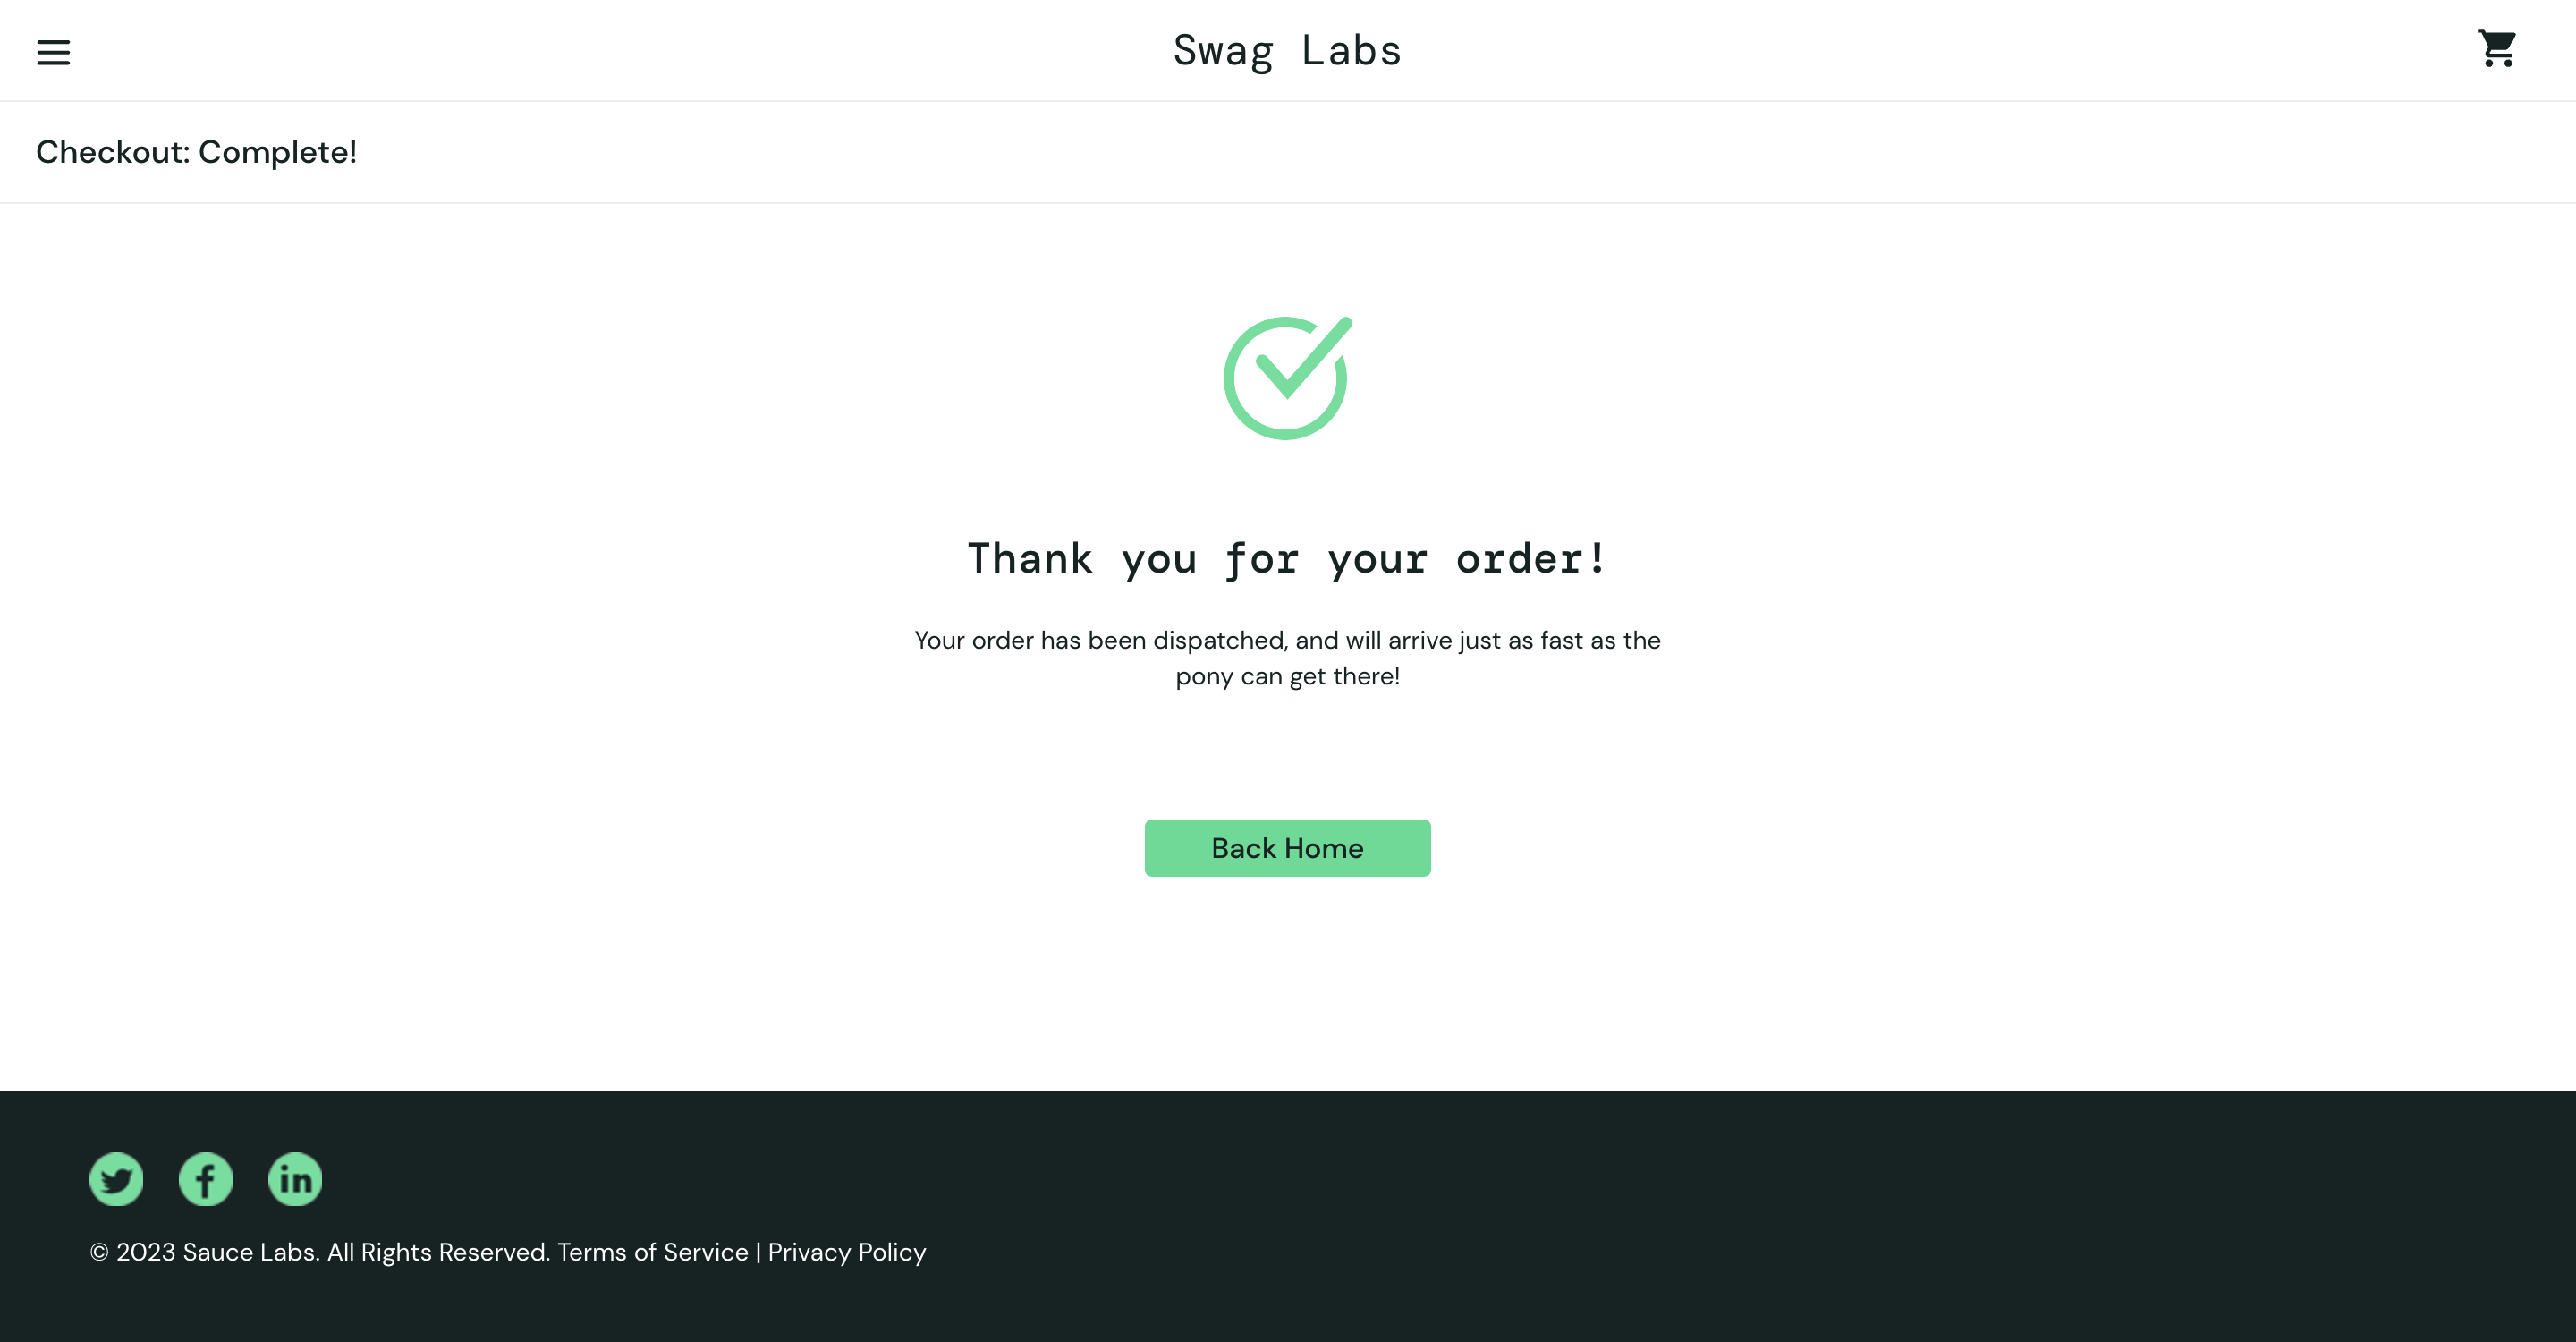 Swag Labs
Checkout: Complete!
Thank you for your order!
Your order has been dispatched, and will arrive just as fast as the
pony can get there!
Back Home
f
in
© 2023 Sauce Labs. All Rights Reserved. Terms of Service | Privacy Policy